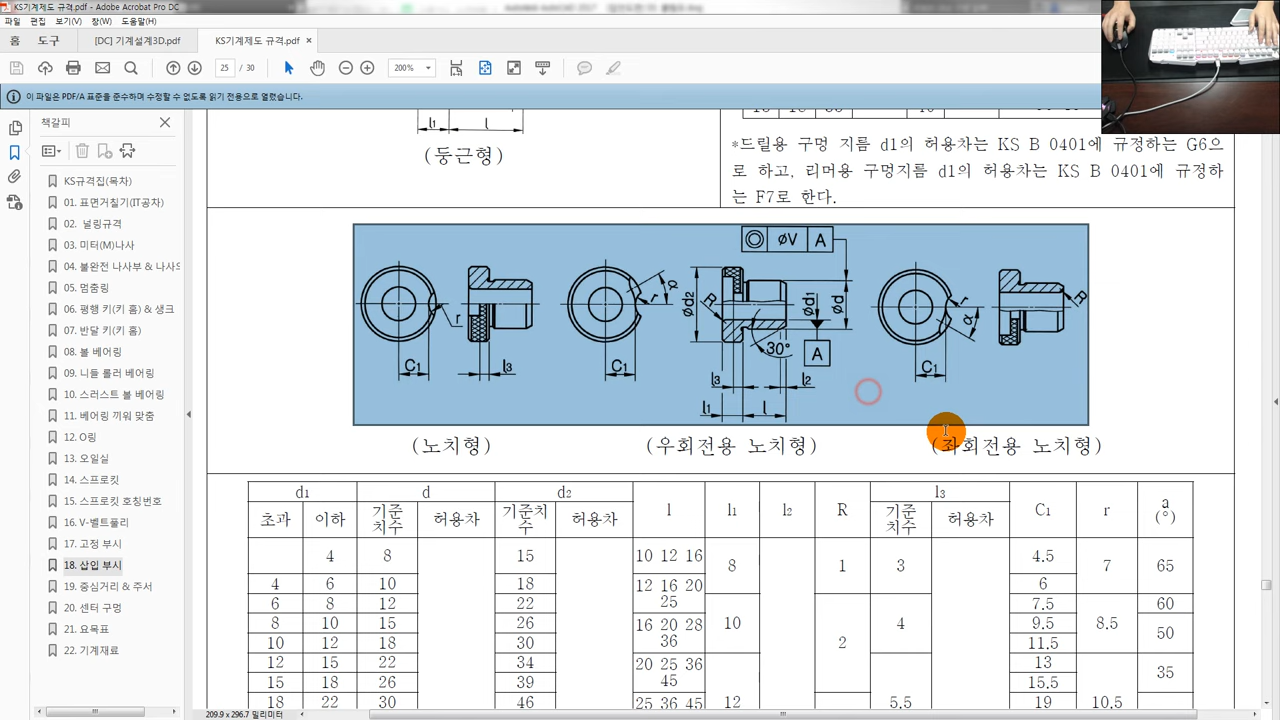 KS기계제도 규격.pdf - Adobe Acrobat Pro DC
파일 편집 보기(V) 창(W) 도움말(H)
홈 도구 [DC] 기계설계3D.pdf KS기계제도 규격.pdf ×
25 / 30 200%
이 파일은 PDF/A 표준을 준수하며 수정할 수 없도록 읽기 전용으로 열렸습니다.
책갈피
KS규격집(목차)
01. 표면거칠기(IT공차)
02. 널링규격
03. 미터(M)나사
04. 불완전 나사부 & 나사의
05. 멈춤링
06. 평행 키(키 홈) & 생크
07. 반달 키(키 홈)
08. 볼 베어링
09. 니들 롤러 베어링
10. 스러스트 볼 베어링
11. 베어링 끼워 맞춤
12. O링
13. 오일실
14. 스프로킷
15. 스프로킷 호칭번호
16. V-벨트풀리
17. 고정 부시
18. 삽입 부시
19. 중심거리 & 주서
20. 센터 구멍
21. 요목표
22. 기계재료
l₁ l
(둥근형)
*드릴용 구멍 지름 d1의 허용차는 KS B 0401에 규정하는 G6으
로 하고, 리머용 구멍지름 d1의 허용차는 KS B 0401에 규정하
는 F7로 한다.
◎ øV A
r C₁ l₃
α r C₁
ød₂ R ød₁ ød
30° A
l₃ l₂
l₁ l
r α C₁ R
(노치형) (우회전용 노치형) (좌회전용 노치형)
d₁ d d₂ l l₁ l₂ R l₃ C₁ r a (°)
초과 이하 기준치수 허용차 기준치수 허용차 기준치수 허용차
4 8 15 10 12 16 8 1 3 4.5 7 65
4 6 10 18 12 16 20 25 6
6 8 12 22 10 2 4 7.5 8.5 60
8 10 15 26 16 20 28 36 9.5 50
10 12 18 30 11.5
12 15 22 34 20 25 36 45 12 5.5 13 10.5 35
15 18 26 39 15.5
18 22 30 46 25 36 45 19
209.9 x 296.7 밀리미터